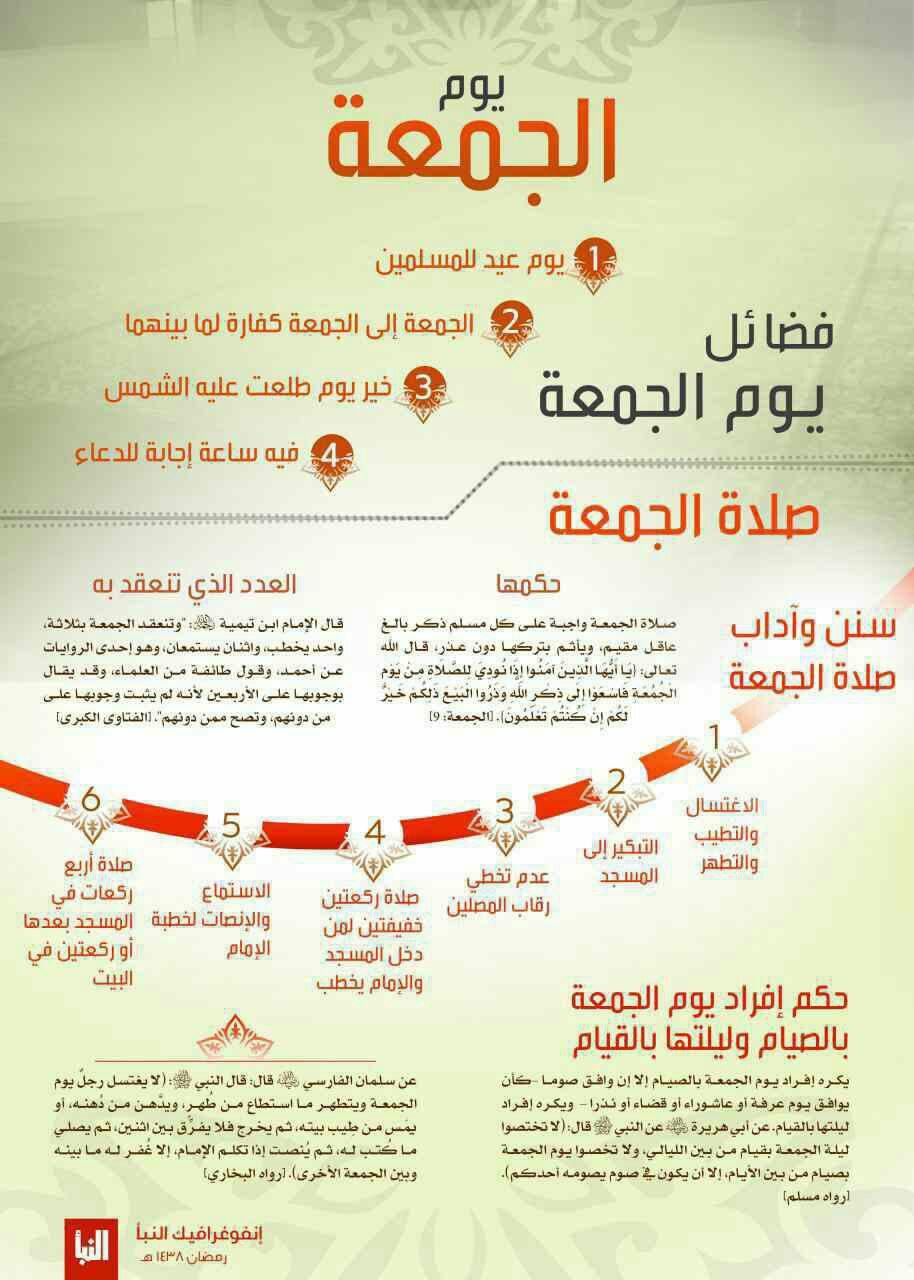 يوم
الجمعة
فضائل
يوم الجمعة
1 يوم عيد للمسلمين
2 الجمعة إلى الجمعة كفارة لما بينهما
3 خير يوم طلعت عليه الشمس
4 فيه ساعة إجابة للدعاء
صلاة الجمعة
حكمها
صلاة الجمعة واجبة على كل مسلم ذكر بالغ
عاقل مقيم، ويأثم بتركها دون عذر، قال الله
تعالى: {يَا أَيُّهَا الَّذِينَ آمَنُوا إِذَا نُودِيَ لِلصَّلَاةِ مِنْ يَوْمِ
الْجُمُعَةِ فَاسْعَوْا إِلَى ذِكْرِ اللَّهِ وَذَرُوا الْبَيْعَ ذَلِكُمْ خَيْرٌ
لَكُمْ إِنْ كُنْتُمْ تَعْلَمُونَ}. [الجمعة: 9]
العدد الذي تنعقد به
قال الإمام ابن تيمية رحمه الله: "وتنعقد الجمعة بثلاثة،
واحد يخطب، واثنان يستمعان، وهو إحدى الروايات
عن أحمد، وقول طائفة من العلماء، وقد يقال
بوجوبها على الأربعين لأنه لم يثبت وجوبها على
من دونهم، وتصح ممن دونهم". [الفتاوى الكبرى]
سنن وآداب
صلاة الجمعة
1
الاغتسال
والتطيب
والتطهر
2
التبكير إلى
المسجد
3
عدم تخطي
رقاب المصلين
4
صلاة ركعتين
خفيفتين لمن
دخل المسجد
والإمام يخطب
5
الاستماع
والإنصات لخطبة
الإمام
6
صلاة أربع
ركعات في
المسجد بعدها
أو ركعتين في
البيت
حكم إفراد يوم الجمعة
بالصيام وليلتها بالقيام
يكره إفراد يوم الجمعة بالصيام إلا إن وافق صوما -كأن
يوافق يوم عرفة أو عاشوراء أو قضاء أو نذرا- ويكره إفراد
ليلتها بالقيام. عن أبي هريرة رضي الله عنه عن النبي ﷺ قال: (لا تختصوا
ليلة الجمعة بقيام من بين الليالي، ولا تخصوا يوم الجمعة
بصيام من بين الأيام، إلا أن يكون في صوم يصومه أحدكم).
[رواه مسلم]
عن سلمان الفارسي رضي الله عنه قال: قال النبي ﷺ: (لا يغتسل رجلٌ يوم
الجمعة ويتطهر ما استطاع من طُهر، ويدَّهن من دُهنه، أو
يمَس من طِيب بيته، ثم يخرج فلا يفرِّق بين اثنين، ثم يصلي
ما كُتب له، ثم يُنصت إذا تكلم الإمام، إلا غُفر له ما بينه
وبين الجمعة الأخرى). [رواه البخاري]
إنفوغرافيك النبأ
رمضان ١٤٣٨ هـ
النبأ